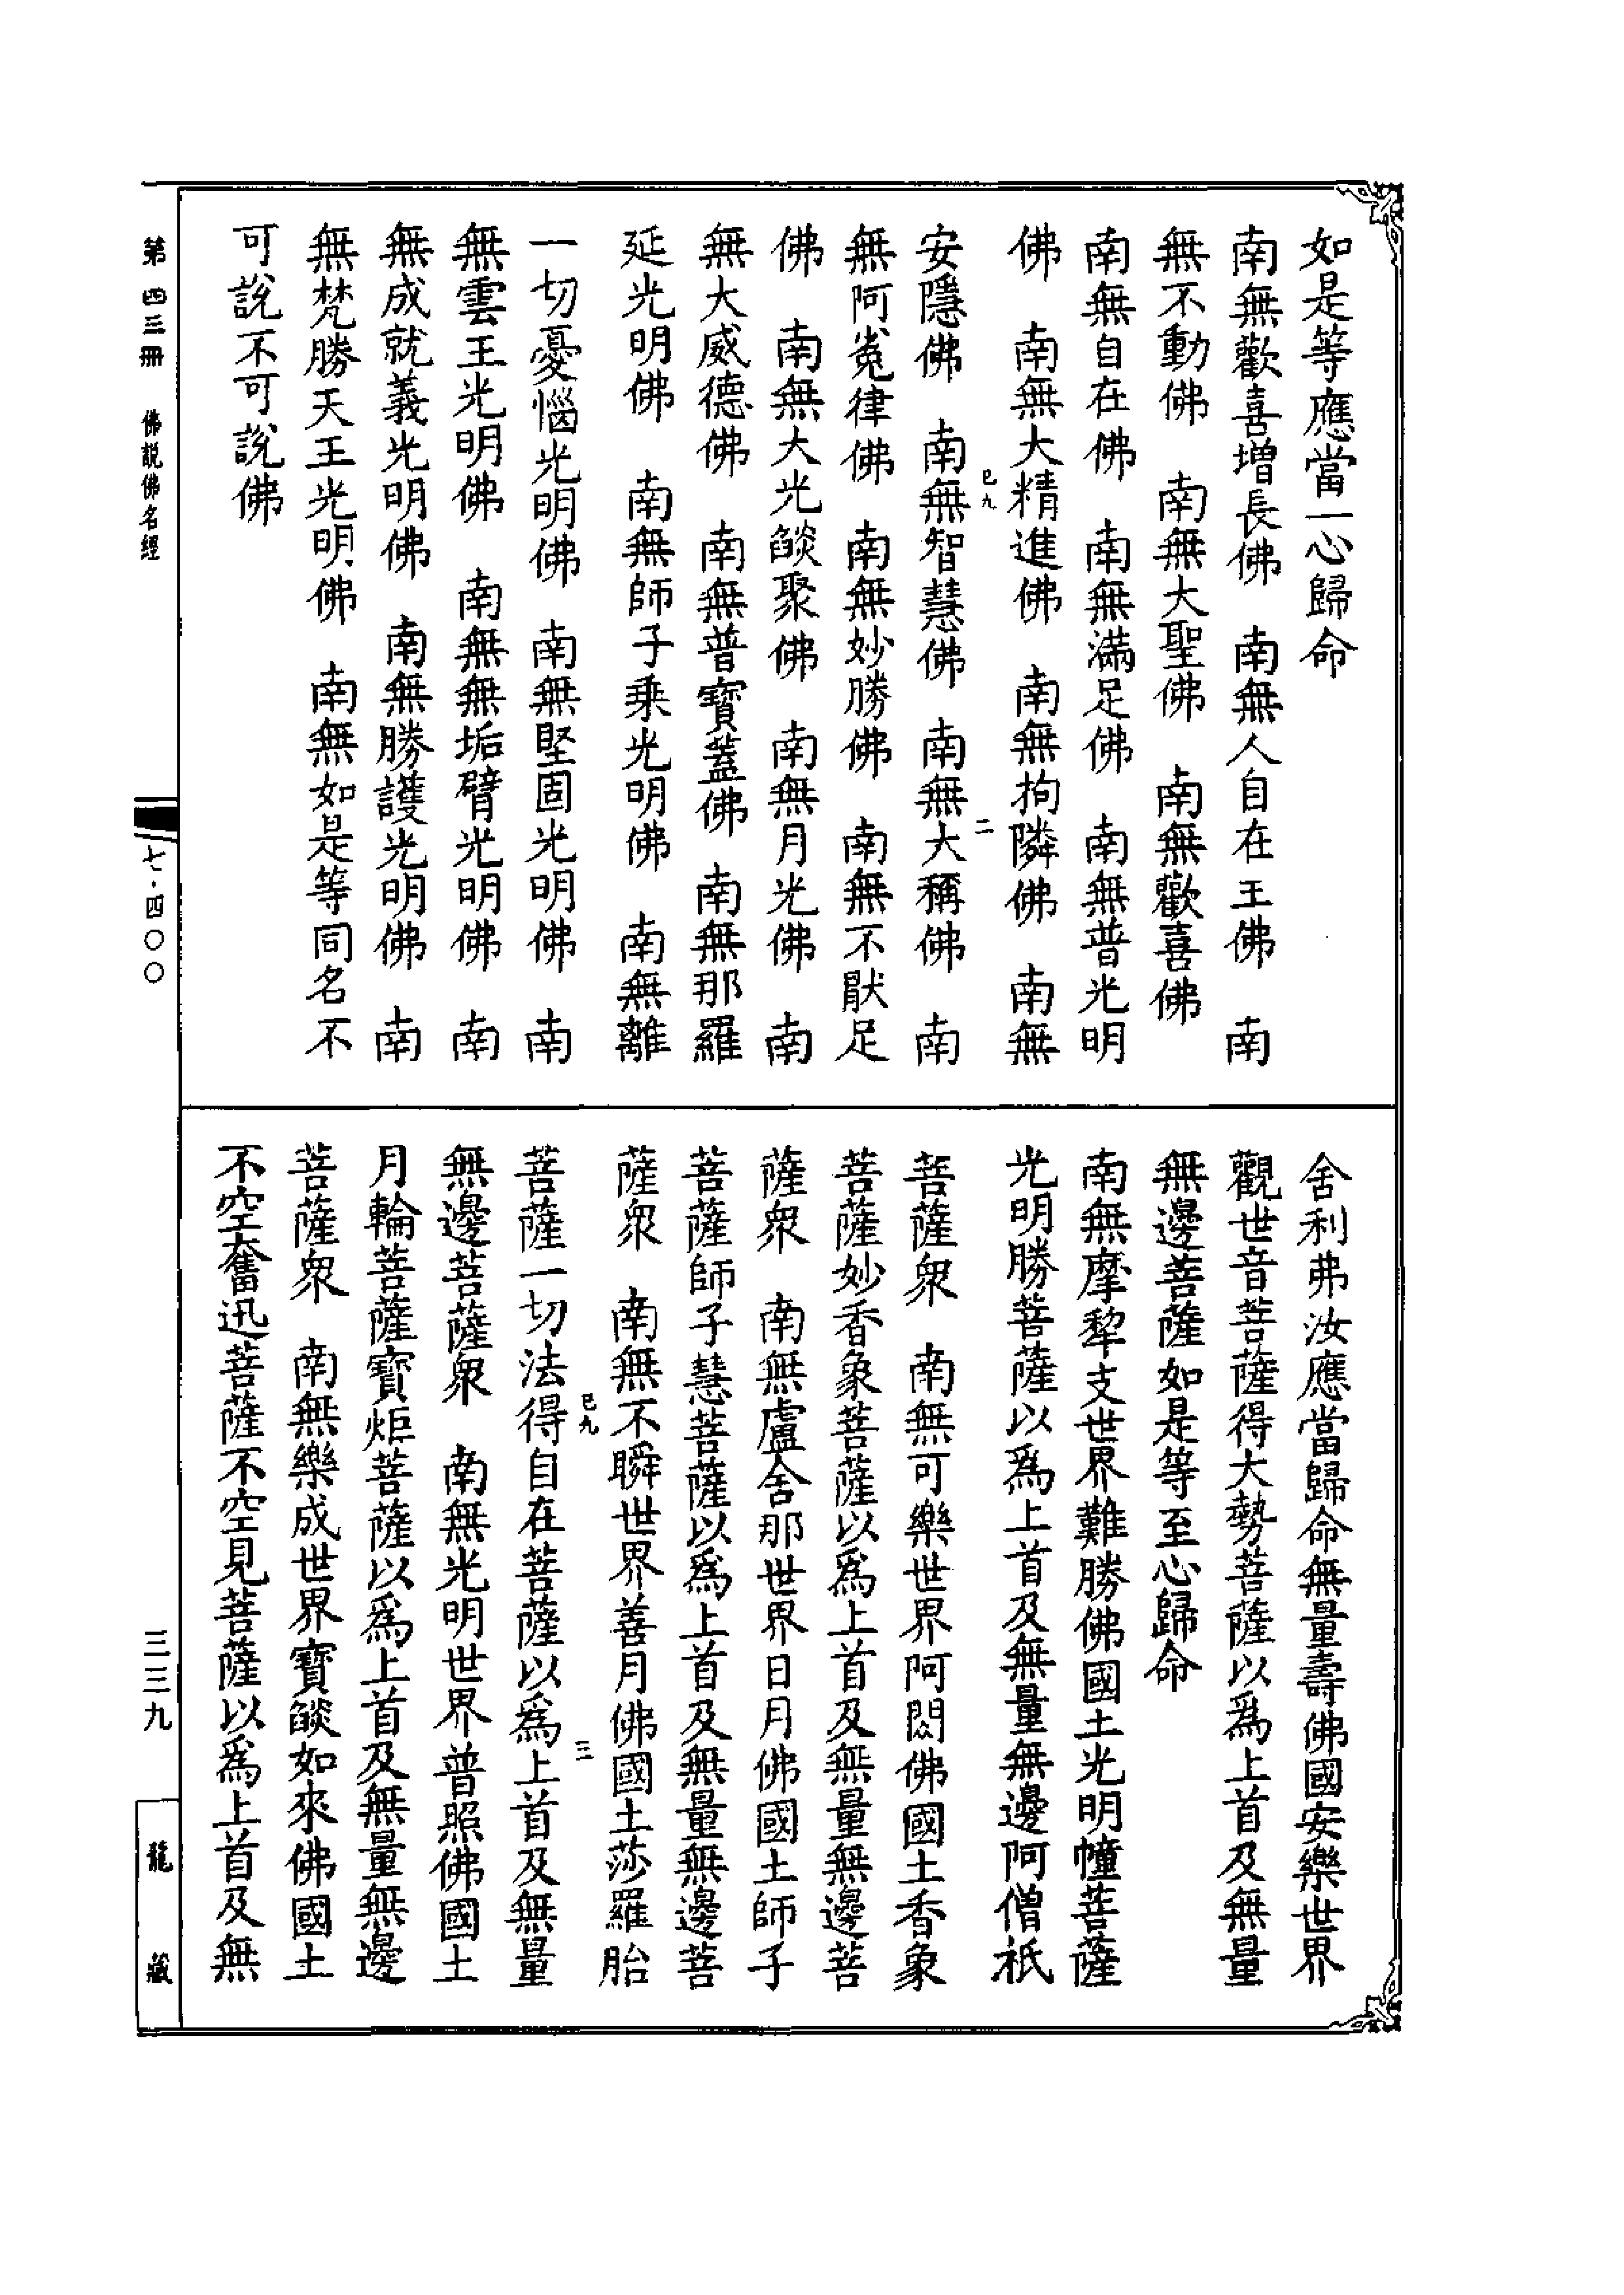 如是等應當一心歸命
南無歡喜增長佛　南無人自在王佛　南
無不動佛　南無大聖佛　南無歡喜佛
南無自在佛　南無滿足佛　南無普光明
佛　南無大精進佛　南無拘隣佛　南無
巳九　二
安隱佛　南無智慧佛　南無大稱佛　南
無阿㝹律佛　南無妙勝佛　南無不猒足
佛　南無大光燄聚佛　南無月光佛　南
無大威德佛　南無普寶蓋佛　南無那羅
延光明佛　南無師子乘光明佛　南無離
一切憂惱光明佛　南無堅固光明佛　南
無雲王光明佛　南無無垢臂光明佛　南
無成就義光明佛　南無勝護光明佛　南
無梵勝天王光明佛　南無如是等同名不
可說不可說佛
舍利弗汝應當歸命無量壽佛國安樂世界
觀世音菩薩得大勢菩薩以爲上首及無量
無邊菩薩如是等至心歸命
南無摩犂支世界難勝佛國土光明幢菩薩
光明勝菩薩以爲上首及無量無邊阿僧祇
菩薩衆　南無可樂世界阿閦佛國土香象
菩薩妙香象菩薩以爲上首及無量無邊菩
薩衆　南無盧舍那世界日月佛國土師子
菩薩師子慧菩薩以爲上首及無量無邊菩
薩衆　南無不瞬世界善月佛國土莎羅胎
巳九　三
菩薩一切法得自在菩薩以爲上首及無量
無邊菩薩衆　南無光明世界普照佛國土
月輪菩薩寶炬菩薩以爲上首及無量無邊
菩薩衆　南無樂成世界寶燄如來佛國土
不空奮迅菩薩不空見菩薩以爲上首及無
第四三冊　佛說佛名經
七·四〇〇
三三九
龍藏